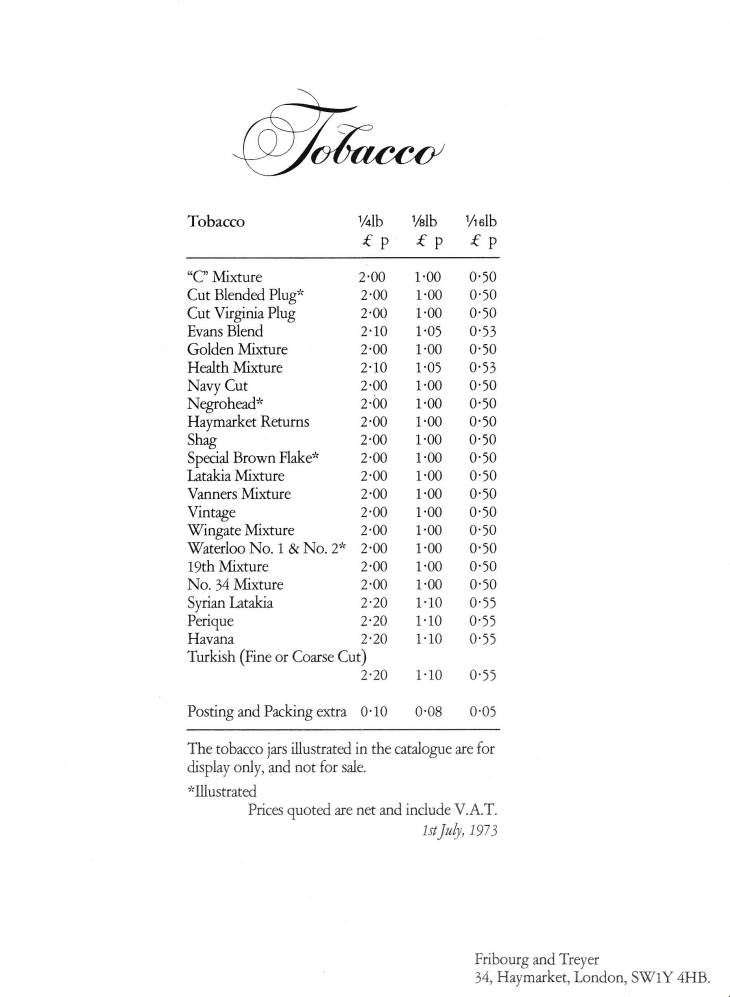 Tobacco
Tobacco ¼lb ⅛lb 1/16lb
£ p £ p £ p
“C” Mixture 2·00 1·00 0·50
Cut Blended Plug* 2·00 1·00 0·50
Cut Virginia Plug 2·00 1·00 0·50
Evans Blend 2·10 1·05 0·53
Golden Mixture 2·00 1·00 0·50
Health Mixture 2·10 1·05 0·53
Navy Cut 2·00 1·00 0·50
Negrohead* 2·00 1·00 0·50
Haymarket Returns 2·00 1·00 0·50
Shag 2·00 1·00 0·50
Special Brown Flake* 2·00 1·00 0·50
Latakia Mixture 2·00 1·00 0·50
Vanners Mixture 2·00 1·00 0·50
Vintage 2·00 1·00 0·50
Wingate Mixture 2·00 1·00 0·50
Waterloo No. 1 & No. 2* 2·00 1·00 0·50
19th Mixture 2·00 1·00 0·50
No. 34 Mixture 2·00 1·00 0·50
Syrian Latakia 2·20 1·10 0·55
Perique 2·20 1·10 0·55
Havana 2·20 1·10 0·55
Turkish (Fine or Coarse Cut)
2·20 1·10 0·55
Posting and Packing extra 0·10 0·08 0·05
The tobacco jars illustrated in the catalogue are for
display only, and not for sale.
*Illustrated
Prices quoted are net and include V.A.T.
1st July, 1973
Fribourg and Treyer
34, Haymarket, London, SW1Y 4HB.